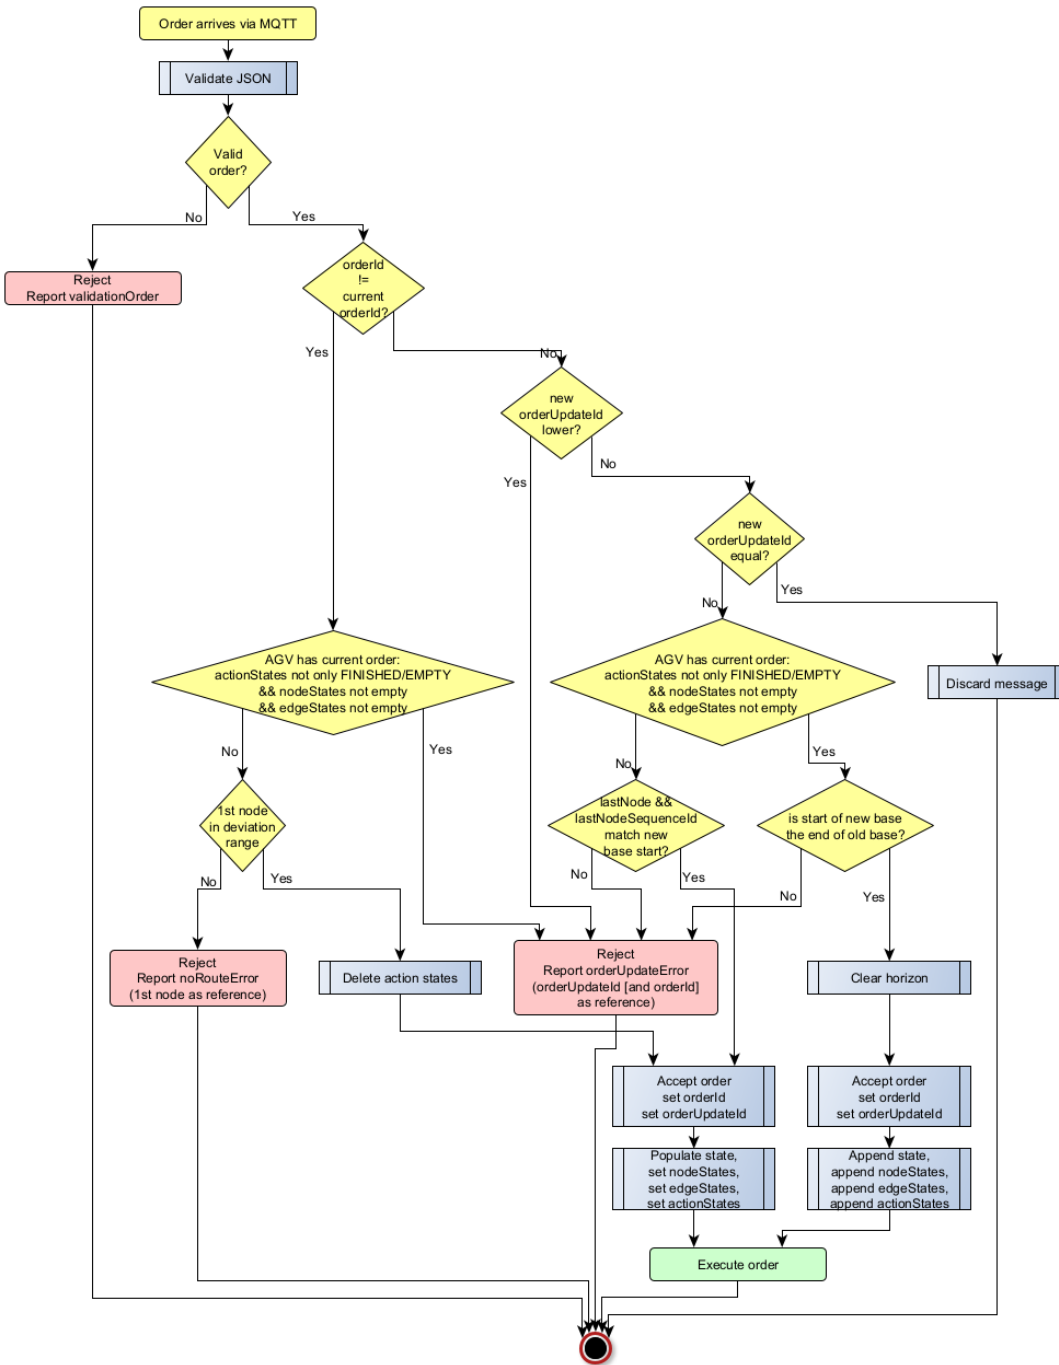 Order arrives via MQTT
Validate JSON
Valid
order?
No
Yes
Reject
Report validationOrder
orderId
!=
current
orderId?
Yes
No
new
orderUpdateId
lower?
Yes
No
new
orderUpdateId
equal?
No
Yes
AGV has current order:
actionStates not only FINISHED/EMPTY
&& nodeStates not empty
&& edgeStates not empty
AGV has current order:
actionStates not only FINISHED/EMPTY
&& nodeStates not empty
&& edgeStates not empty
Discard message
No
Yes
No
Yes
1st node
in deviation
range
lastNode &&
lastNodeSequenceId
match new
base start?
is start of new base
the end of old base?
No
Yes
No
Yes
No
Yes
Reject
Report noRouteError
(1st node as reference)
Delete action states
Reject
Report orderUpdateError
(orderUpdateId [and orderId]
as reference)
Clear horizon
Accept order
set orderId
set orderUpdateId
Accept order
set orderId
set orderUpdateId
Populate state,
set nodeStates,
set edgeStates,
set actionStates
Append state,
append nodeStates,
append edgeStates,
append actionStates
Execute order